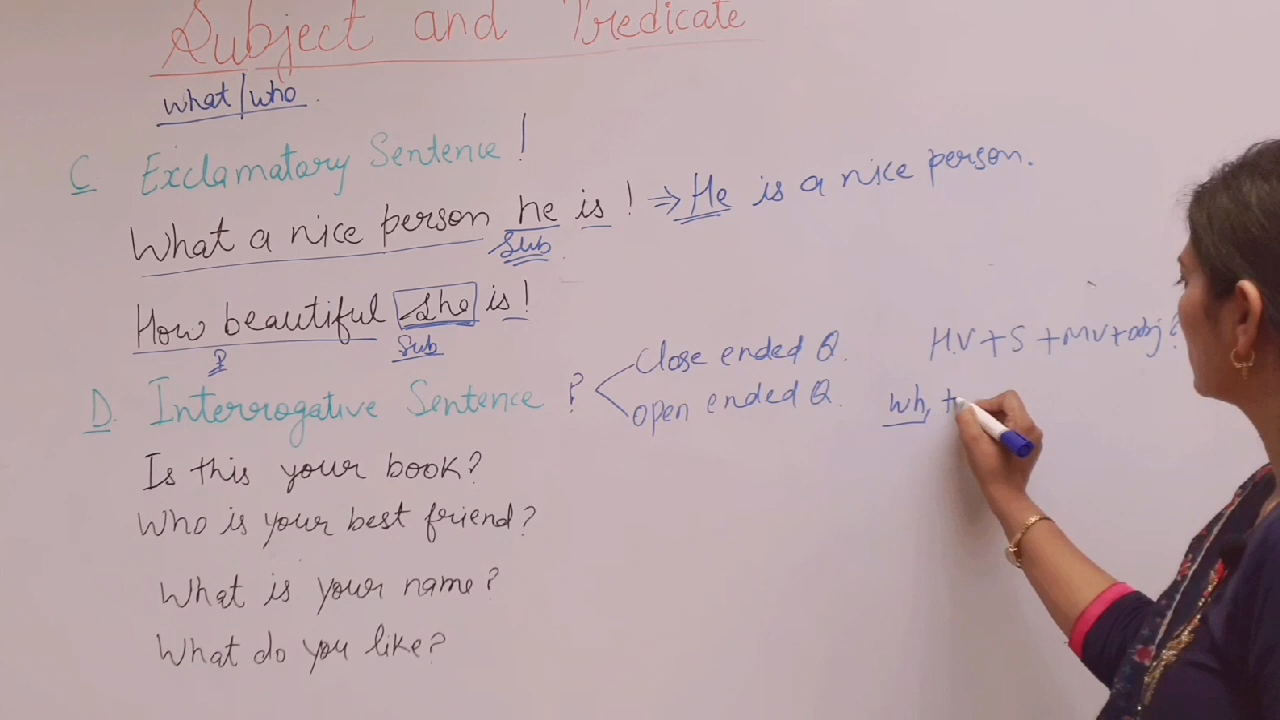 Subject and Predicate
what/who.
C. Exclamatory Sentence !
What a nice person he is ! ⇒ He is a nice person.
Sub
How beautiful she is !
P
Sub
D. Interrogative Sentence ?
Close ended Q.
open ended Q.
H.V + S + MV + obj ?
Wh,
Is this your book?
Who is your best friend?
What is your name?
What do you like?